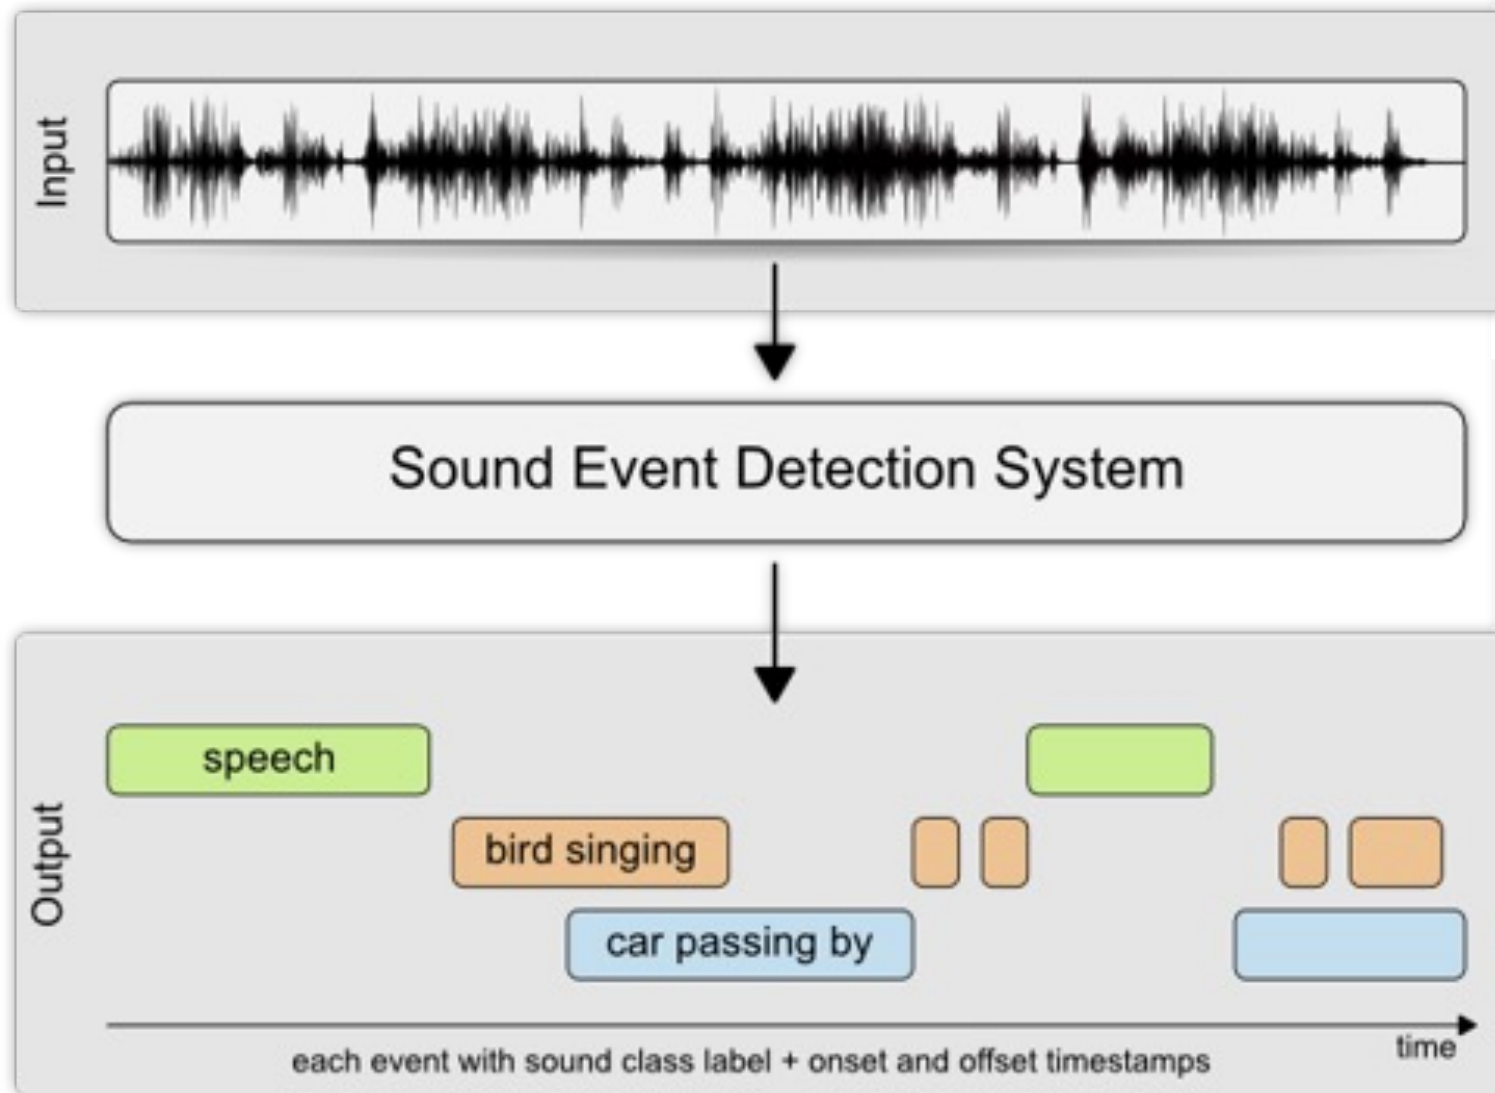 Input
Sound Event Detection System
Output
speech
bird singing
car passing by
time
each event with sound class label + onset and offset timestamps